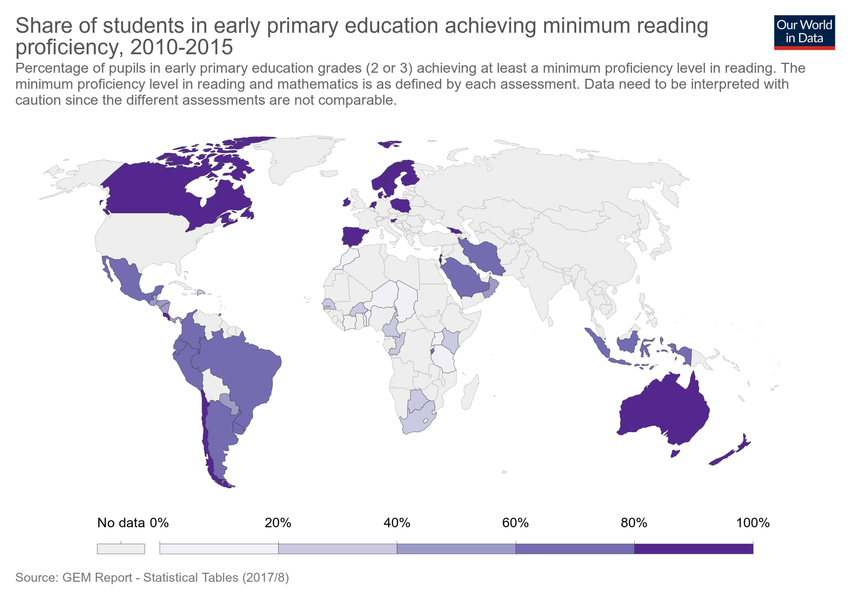 Share of students in early primary education achieving minimum reading
proficiency, 2010-2015
Our World
in Data
Percentage of pupils in early primary education grades (2 or 3) achieving at least a minimum proficiency level in reading. The
minimum proficiency level in reading and mathematics is as defined by each assessment. Data need to be interpreted with
caution since the different assessments are not comparable.
No data 0% 20% 40% 60% 80% 100%
Source: GEM Report - Statistical Tables (2017/8)